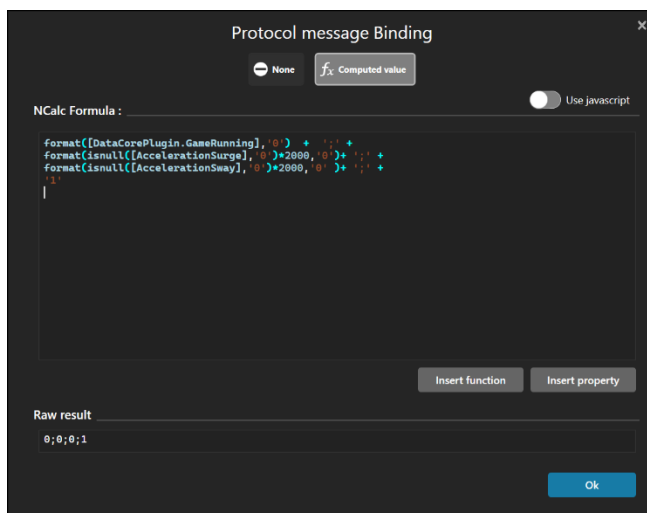 Protocol message Binding
×
None
fx Computed value
Use javascript
NCalc Formula :
format([DataCorePlugin.GameRunning],'0') + ';' +
format(isnull([AccelerationSurge],'0')*2000,'0')+ ';' +
format(isnull([AccelerationSway],'0')*2000,'0' )+ ';' +
'1'
Insert function
Insert property
Raw result
0;0;0;1
Ok